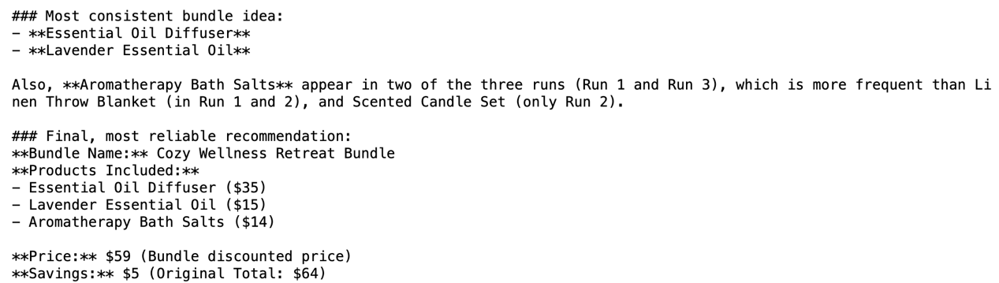 ### Most consistent bundle idea:
– **Essential Oil Diffuser**
– **Lavender Essential Oil**
Also, **Aromatherapy Bath Salts** appear in two of the three runs (Run 1 and Run 3), which is more frequent than Li
nen Throw Blanket (in Run 1 and 2), and Scented Candle Set (only Run 2).
### Final, most reliable recommendation:
**Bundle Name:** Cozy Wellness Retreat Bundle
**Products Included:**
– Essential Oil Diffuser ($35)
– Lavender Essential Oil ($15)
– Aromatherapy Bath Salts ($14)
**Price:** $59 (Bundle discounted price)
**Savings:** $5 (Original Total: $64)